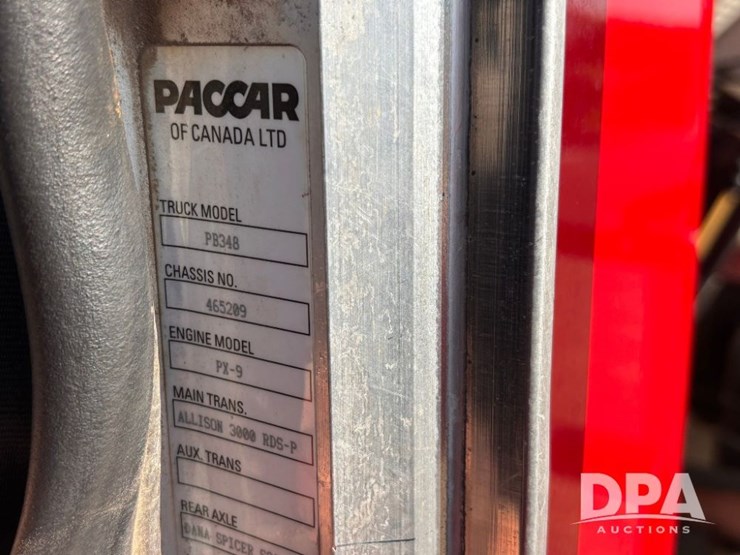 PACCAR
OF CANADA LTD
TRUCK MODEL
PB348
CHASSIS NO.
465209
ENGINE MODEL
PX-9
MAIN TRANS.
ALLISON 3000 RDS-P
AUX. TRANS
REAR AXLE
DANA SPICER
DPA
AUCTIONS